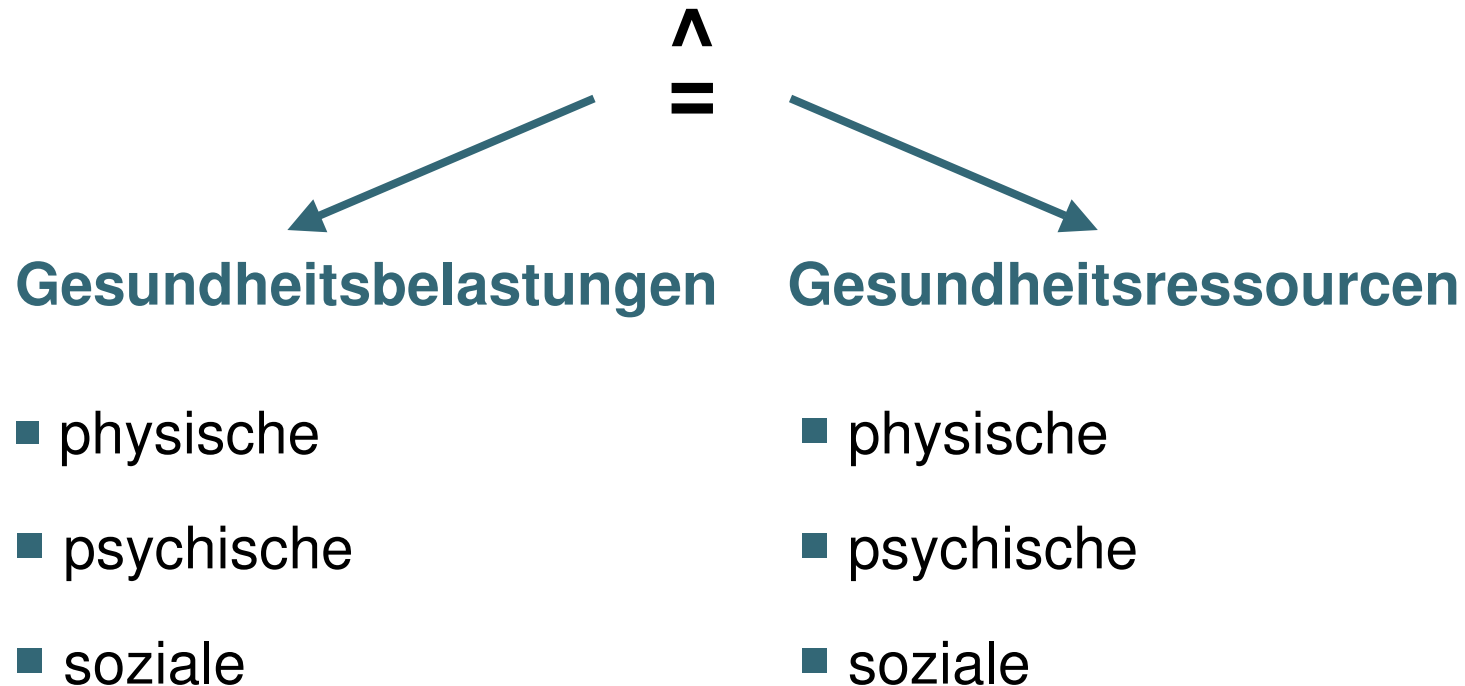 ^
=
Gesundheitsbelastungen Gesundheitsressourcen
■ physische ■ physische
■ psychische ■ psychische
■ soziale ■ soziale